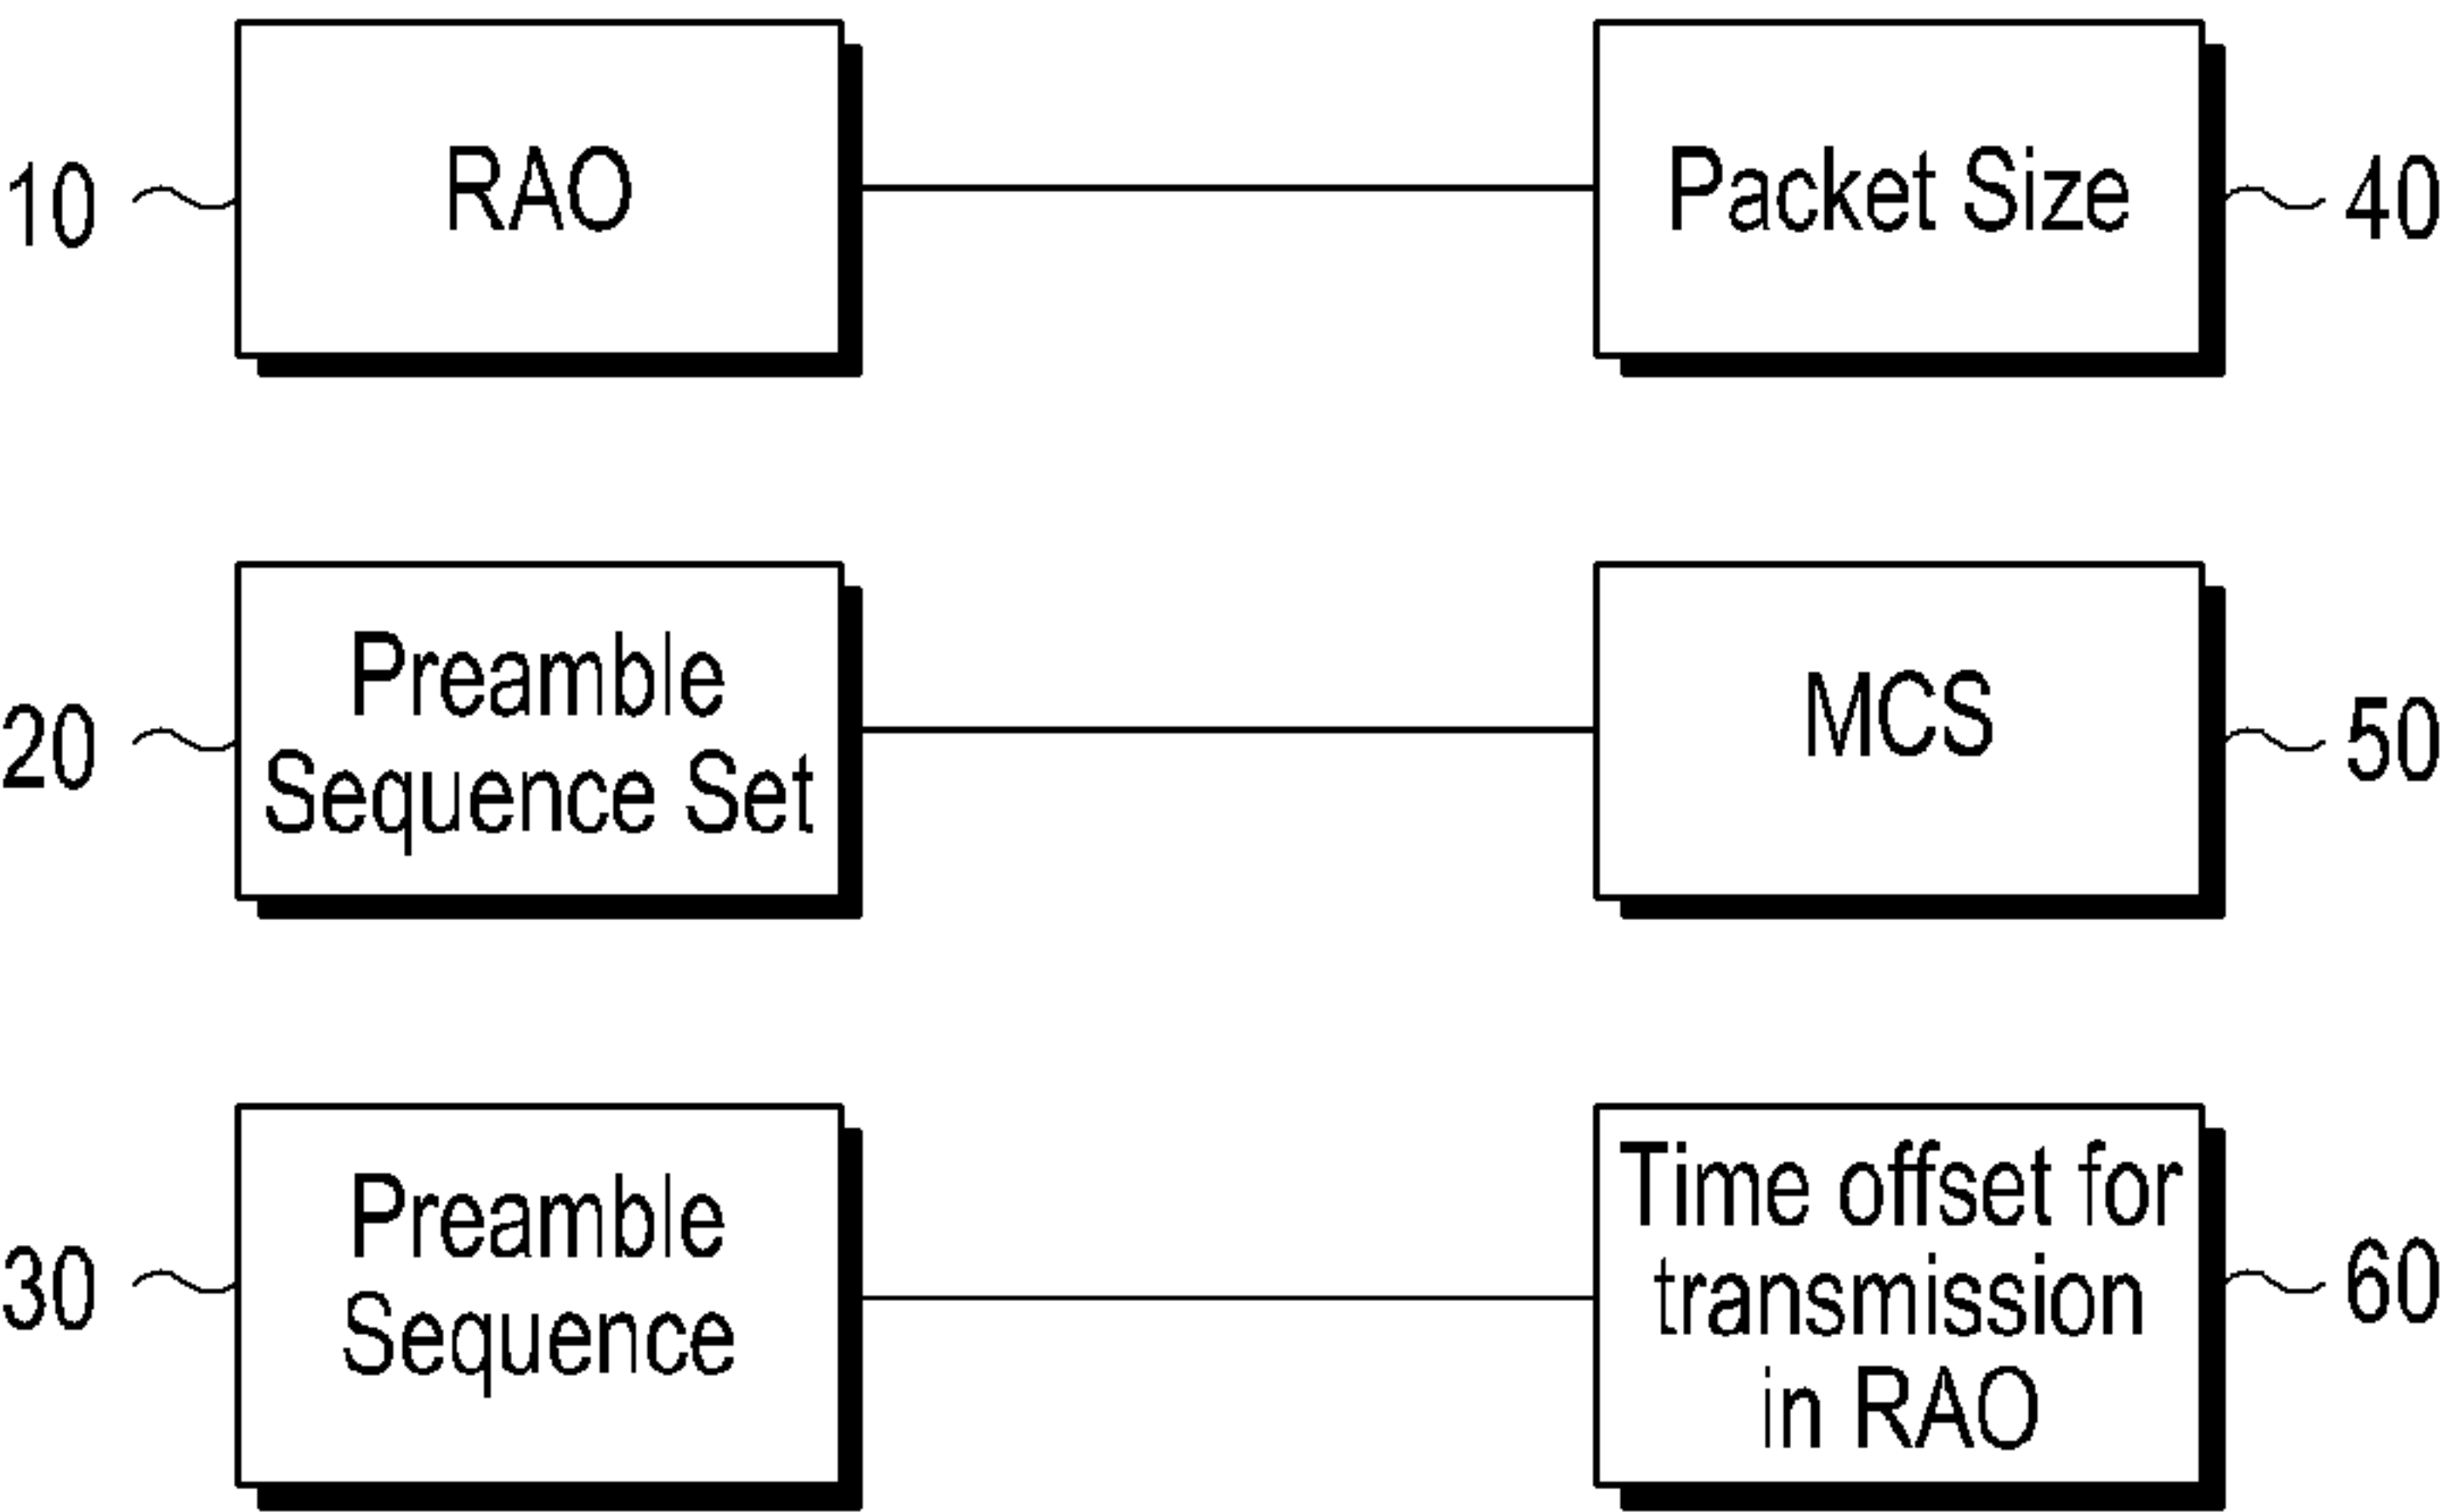 10
RAO
Packet Size
40
20
Preamble
Sequence Set
MCS
50
30
Preamble
Sequence
Time offset for
transmission
in RAO
60